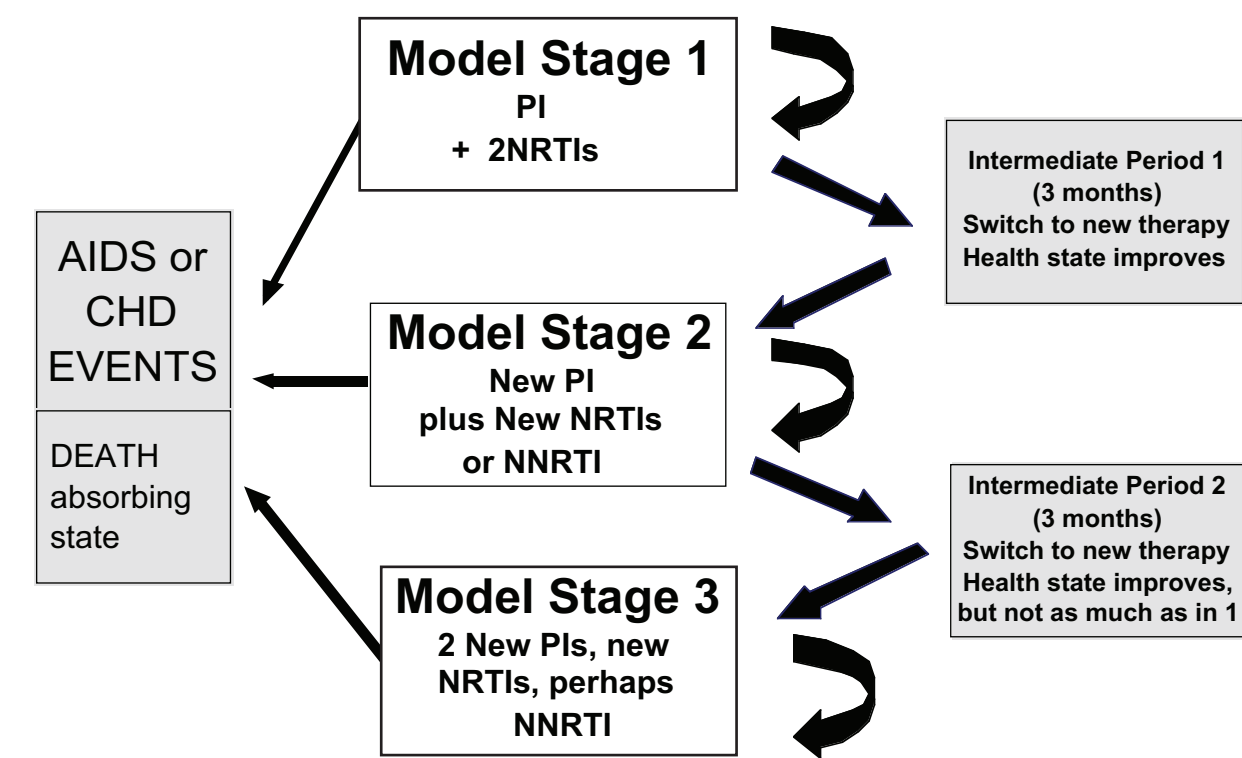 Model Stage 1
PI
+ 2NRTIs
Intermediate Period 1
(3 months)
Switch to new therapy
Health state improves
AIDS or
CHD
EVENTS
DEATH
absorbing
state
Model Stage 2
New PI
plus New NRTIs
or NNRTI
Intermediate Period 2
(3 months)
Switch to new therapy
Health state improves,
but not as much as in 1
Model Stage 3
2 New PIs, new
NRTIs, perhaps
NNRTI